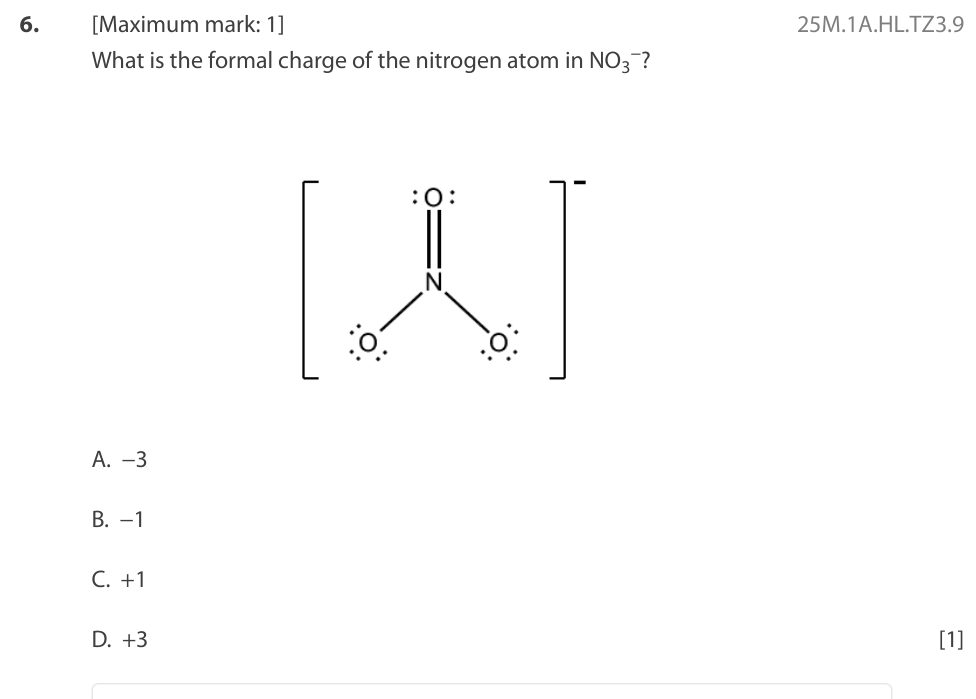 6. [Maximum mark: 1] 25M.1A.HL.TZ3.9
What is the formal charge of the nitrogen atom in NO₃⁻?
:O:
N
O O
-
A. −3
B. −1
C. +1
D. +3 [1]